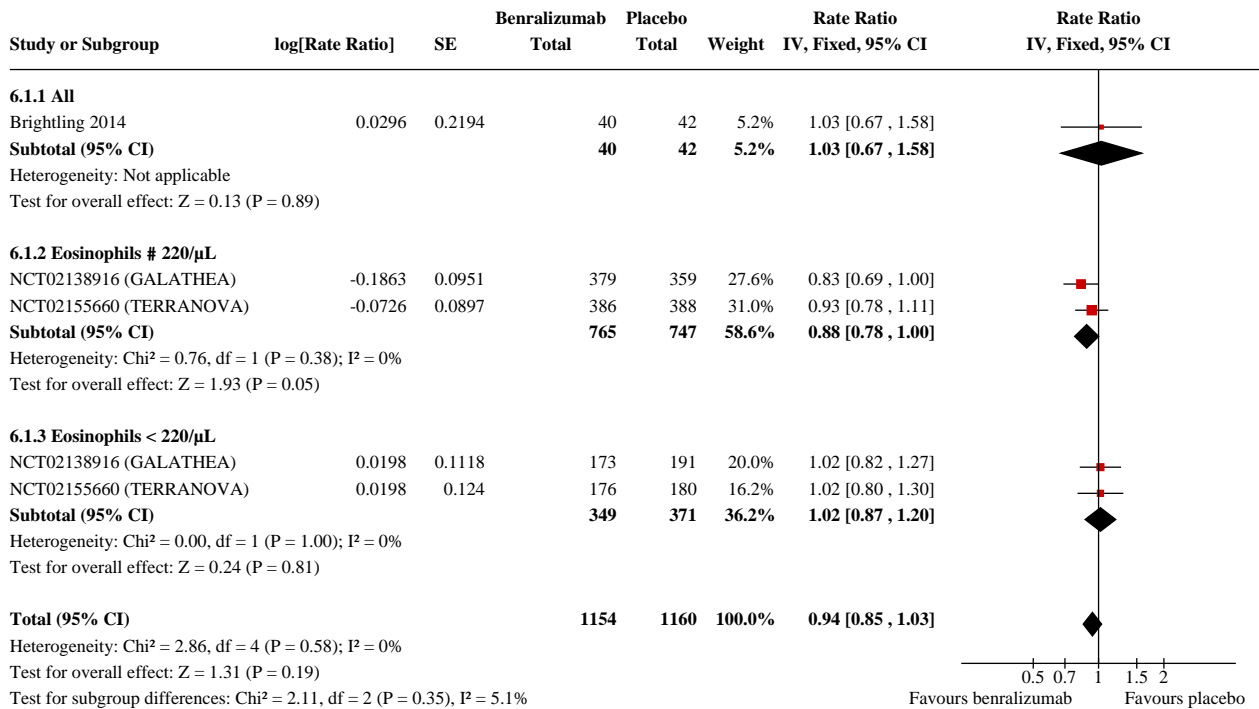 Benralizumab Placebo Rate Ratio Rate Ratio
Study or Subgroup log[Rate Ratio] SE Total Total Weight IV, Fixed, 95% CI IV, Fixed, 95% CI
6.1.1 All
Brightling 2014 0.0296 0.2194 40 42 5.2% 1.03 [0.67 , 1.58]
Subtotal (95% CI) 40 42 5.2% 1.03 [0.67 , 1.58]
Heterogeneity: Not applicable
Test for overall effect: Z = 0.13 (P = 0.89)
6.1.2 Eosinophils # 220/µL
NCT02138916 (GALATHEA) -0.1863 0.0951 379 359 27.6% 0.83 [0.69 , 1.00]
NCT02155660 (TERRANOVA) -0.0726 0.0897 386 388 31.0% 0.93 [0.78 , 1.11]
Subtotal (95% CI) 765 747 58.6% 0.88 [0.78 , 1.00]
Heterogeneity: Chi² = 0.76, df = 1 (P = 0.38); I² = 0%
Test for overall effect: Z = 1.93 (P = 0.05)
6.1.3 Eosinophils < 220/µL
NCT02138916 (GALATHEA) 0.0198 0.1118 173 191 20.0% 1.02 [0.82 , 1.27]
NCT02155660 (TERRANOVA) 0.0198 0.124 176 180 16.2% 1.02 [0.80 , 1.30]
Subtotal (95% CI) 349 371 36.2% 1.02 [0.87 , 1.20]
Heterogeneity: Chi² = 0.00, df = 1 (P = 1.00); I² = 0%
Test for overall effect: Z = 0.24 (P = 0.81)
Total (95% CI) 1154 1160 100.0% 0.94 [0.85 , 1.03]
Heterogeneity: Chi² = 2.86, df = 4 (P = 0.58); I² = 0%
Test for overall effect: Z = 1.31 (P = 0.19) 0.5 0.7 1 1.5 2
Test for subgroup differences: Chi² = 2.11, df = 2 (P = 0.35), I² = 5.1% Favours benralizumab Favours placebo